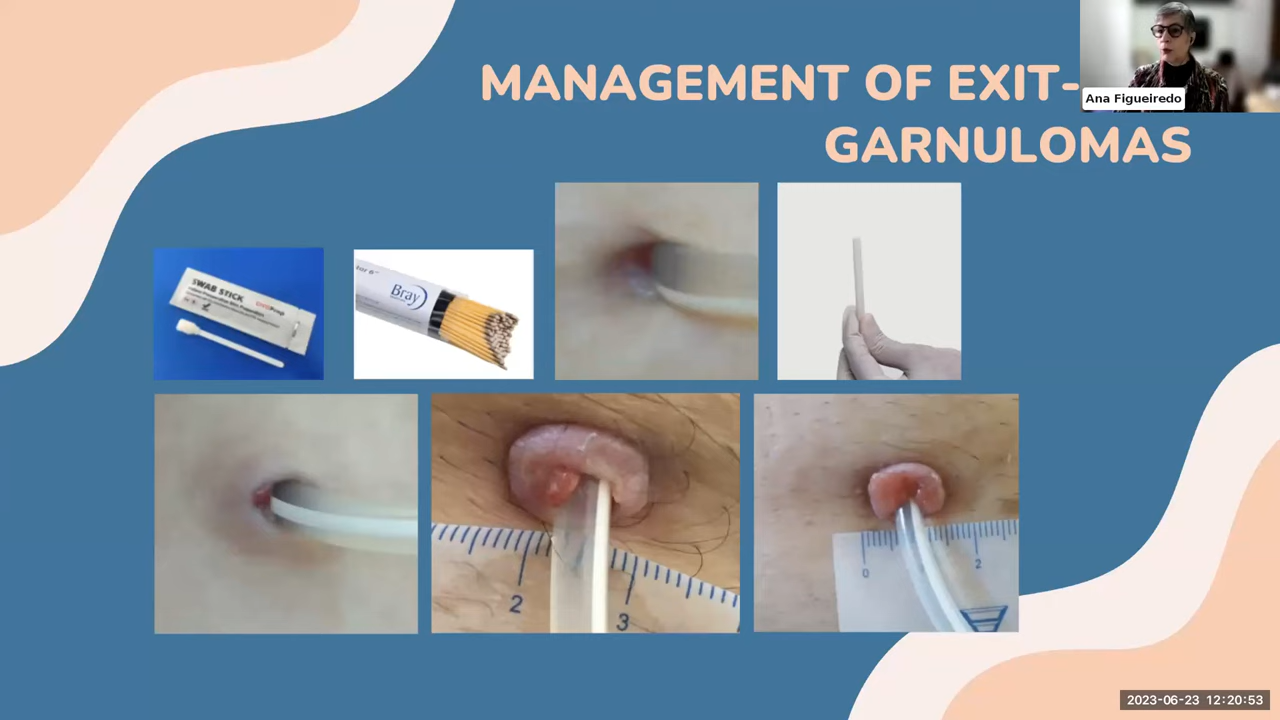 MANAGEMENT OF EXIT-
GARNULOMAS
Ana Figueiredo
SWAB STICK
Bray
2
3
0
2
2023-06-23 12:20:53